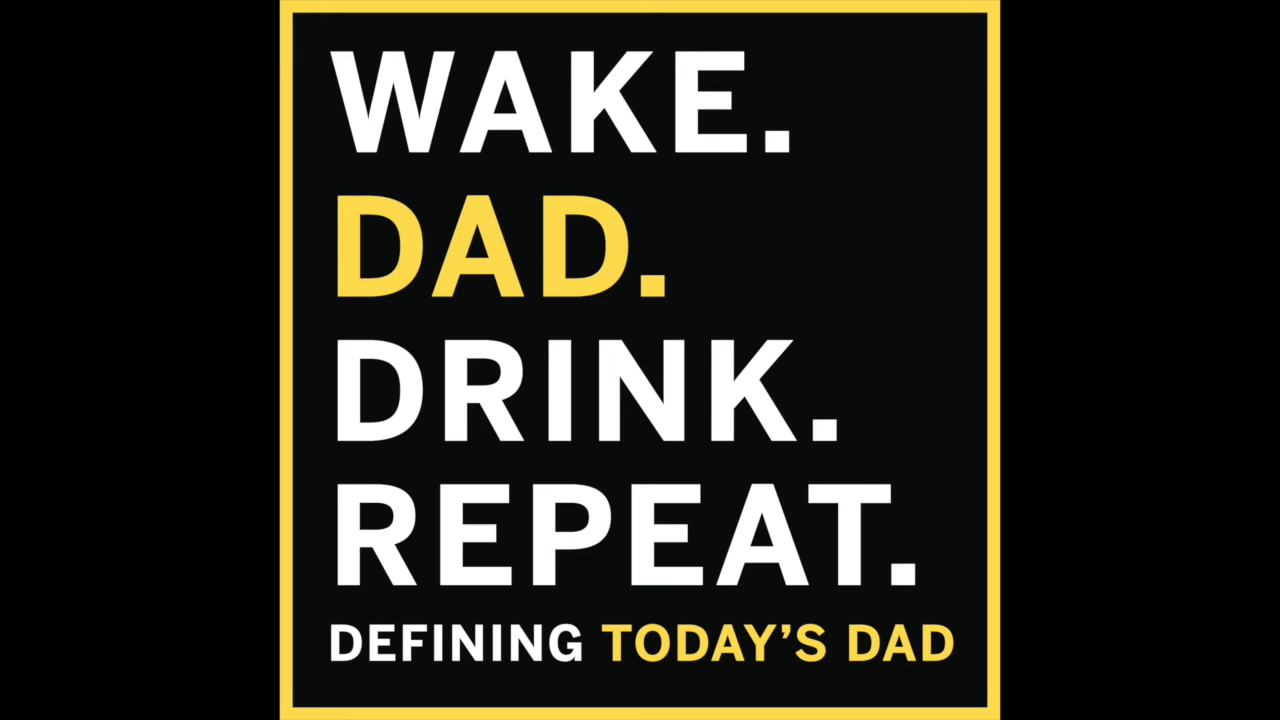 WAKE.
DAD.
DRINK.
REPEAT.
DEFINING TODAY’S DAD